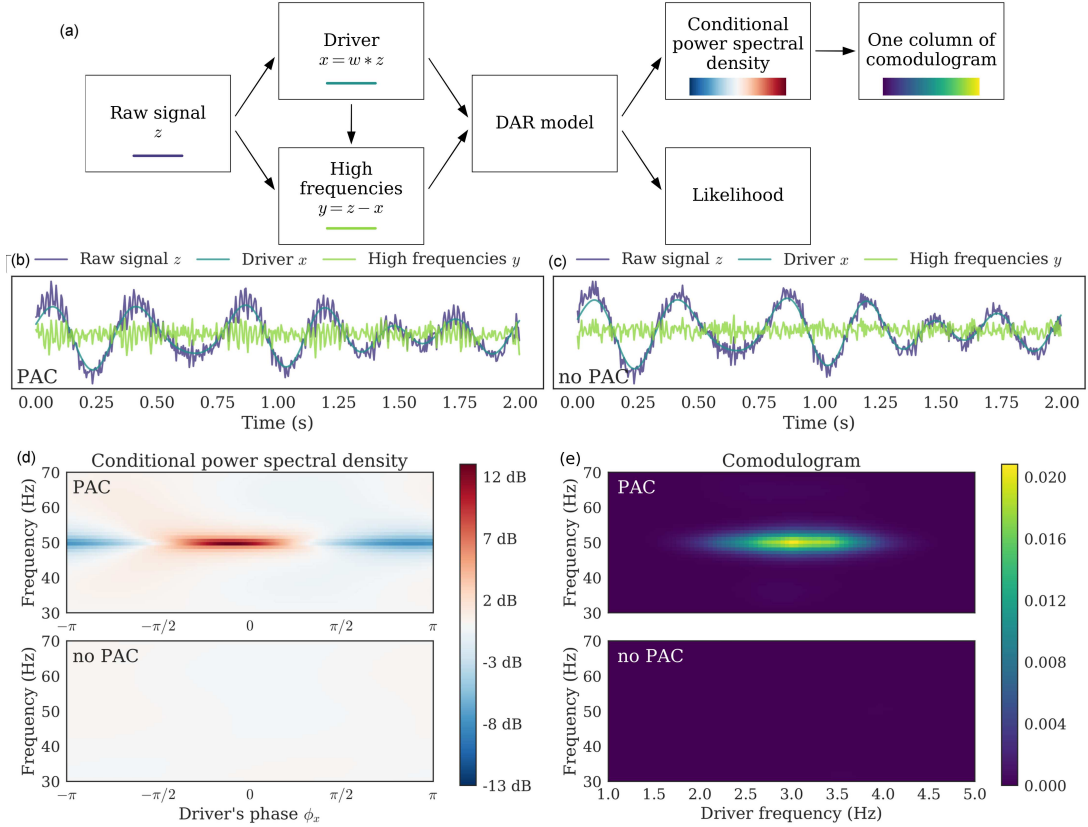 (a)
Raw signal
z
Driver
x = w * z
High
frequencies
y = z − x
DAR model
Conditional
power spectral
density
One column of
comodulogram
Likelihood
(b) Raw signal z Driver x High frequencies y
PAC
0.00 0.25 0.50 0.75 1.00 1.25 1.50 1.75 2.00
Time (s)
(c) Raw signal z Driver x High frequencies y
no PAC
0.00 0.25 0.50 0.75 1.00 1.25 1.50 1.75 2.00
Time (s)
(d)
Conditional power spectral density
Frequency (Hz)
70
60
50
40
30
PAC
−π −π/2 0 π/2 π
Frequency (Hz)
70
60
50
40
30
no PAC
−π −π/2 0 π/2 π
Driver's phase ϕx
12 dB
7 dB
2 dB
-3 dB
-8 dB
-13 dB
(e)
Comodulogram
Frequency (Hz)
70
60
50
40
30
PAC
Frequency (Hz)
70
60
50
40
30
no PAC
1.0 1.5 2.0 2.5 3.0 3.5 4.0 4.5 5.0
Driver frequency (Hz)
0.020
0.016
0.012
0.008
0.004
0.000